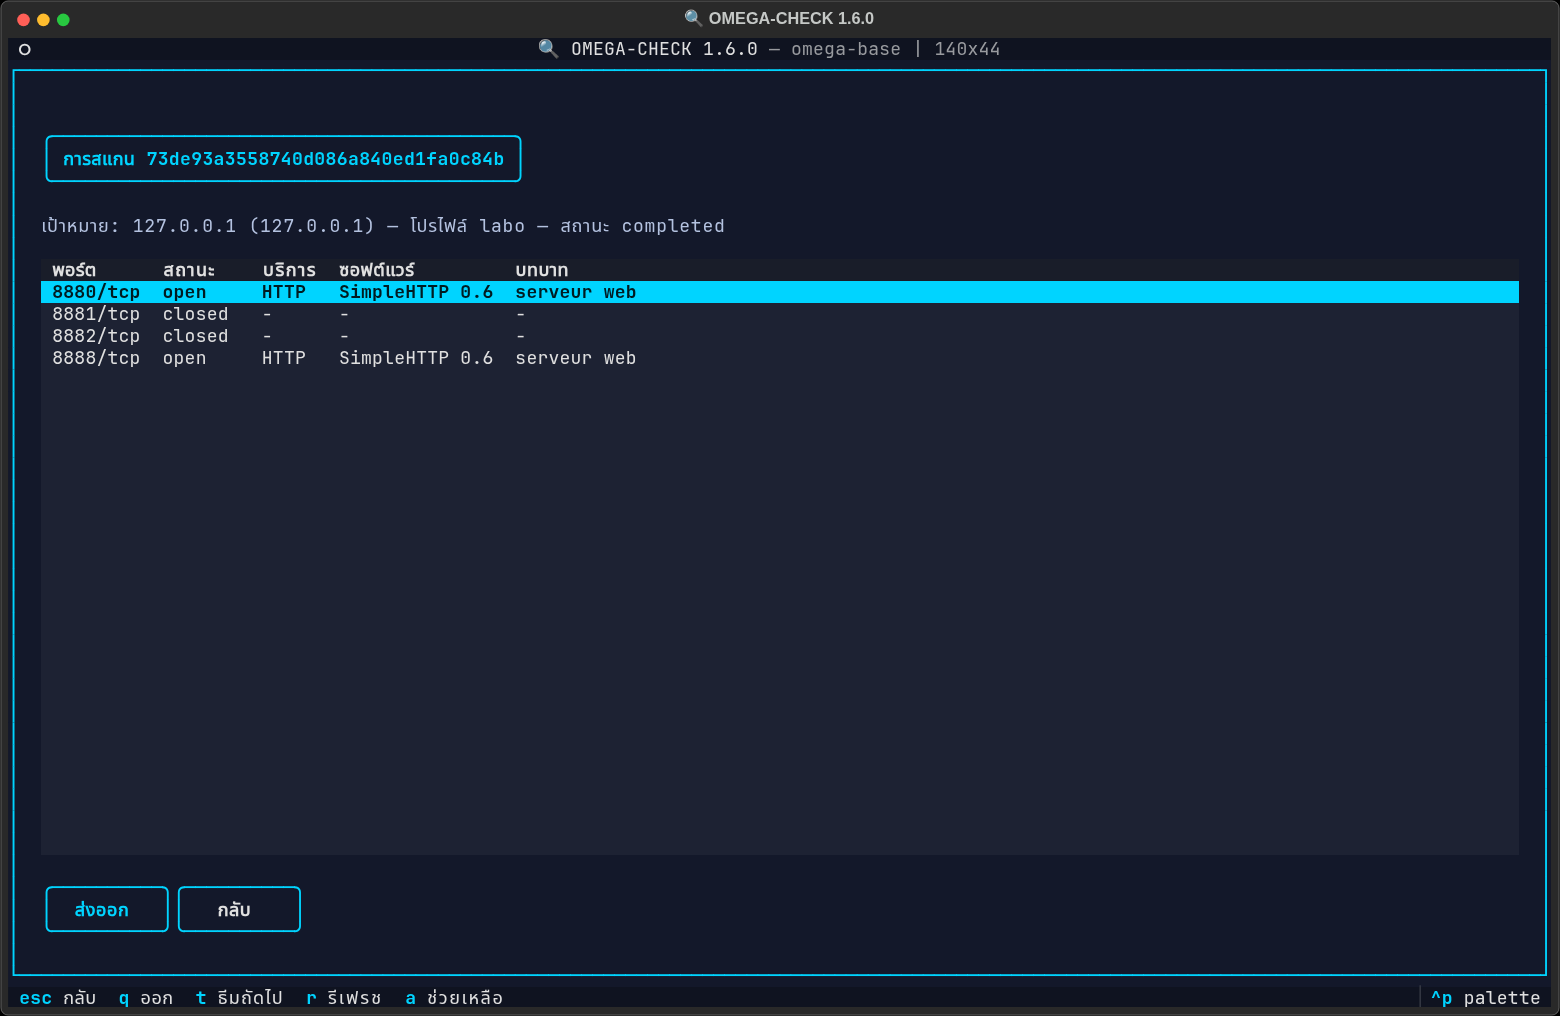 🔍 OMEGA-CHECK 1.6.0
🔍 OMEGA-CHECK 1.6.0 — omega-base | 140x44
การสแกน 73de93a3558740d086a840ed1fa0c84b
เป้าหมาย: 127.0.0.1 (127.0.0.1) — โปรไฟล์ labo — สถานะ completed
พอร์ต สถานะ บริการ ซอฟต์แวร์ บทบาท
8880/tcp open HTTP SimpleHTTP 0.6 serveur web
8881/tcp closed - - -
8882/tcp closed - - -
8888/tcp open HTTP SimpleHTTP 0.6 serveur web
ส่งออก กลับ
esc กลับ q ออก t ธีมถัดไป r รีเฟรช a ช่วยเหลือ ^p palette